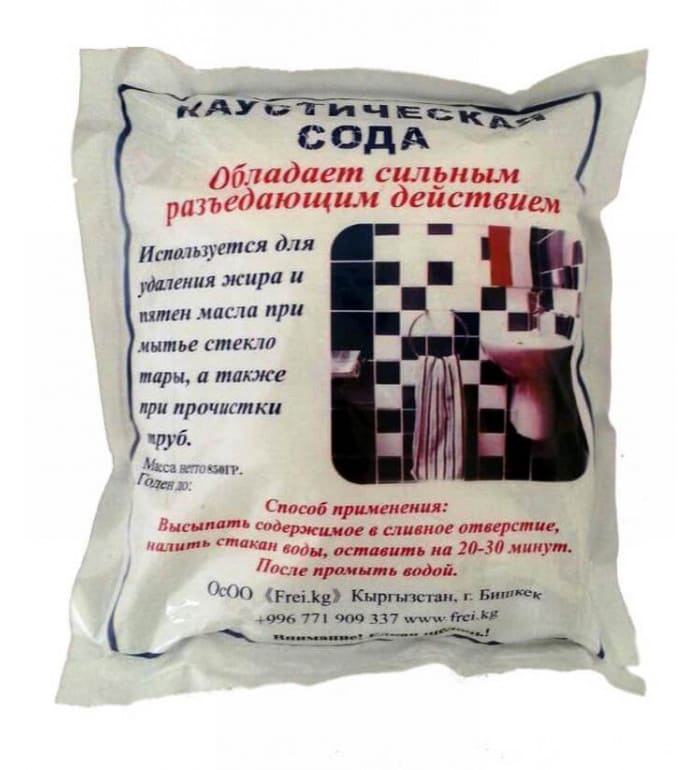 КАУСТИЧЕСКАЯ
СОДА
Обладает сильным
разъедающим действием
Используется для
удаления жира и
пятен масла при
мытье стекло
тары, а также
при прочистки
труб.
Масса нетто 850ГР.
Годен до:
Способ применения:
Высыпать содержимое в сливное отверстие,
налить стакан воды, оставить на 20-30 минут.
После промыть водой.
ОсОО 《Frei.kg》 Кыргызстан, г. Бишкек
+996 771 909 337 www.frei.kg
Внимание!